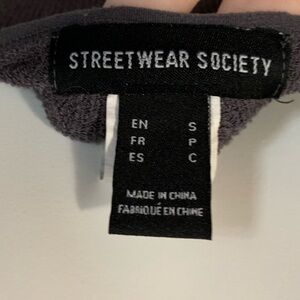 STREETWEAR SOCIETY
EN S
FR P
ES C
MADE IN CHINA
FABRIQUÉ EN CHINE